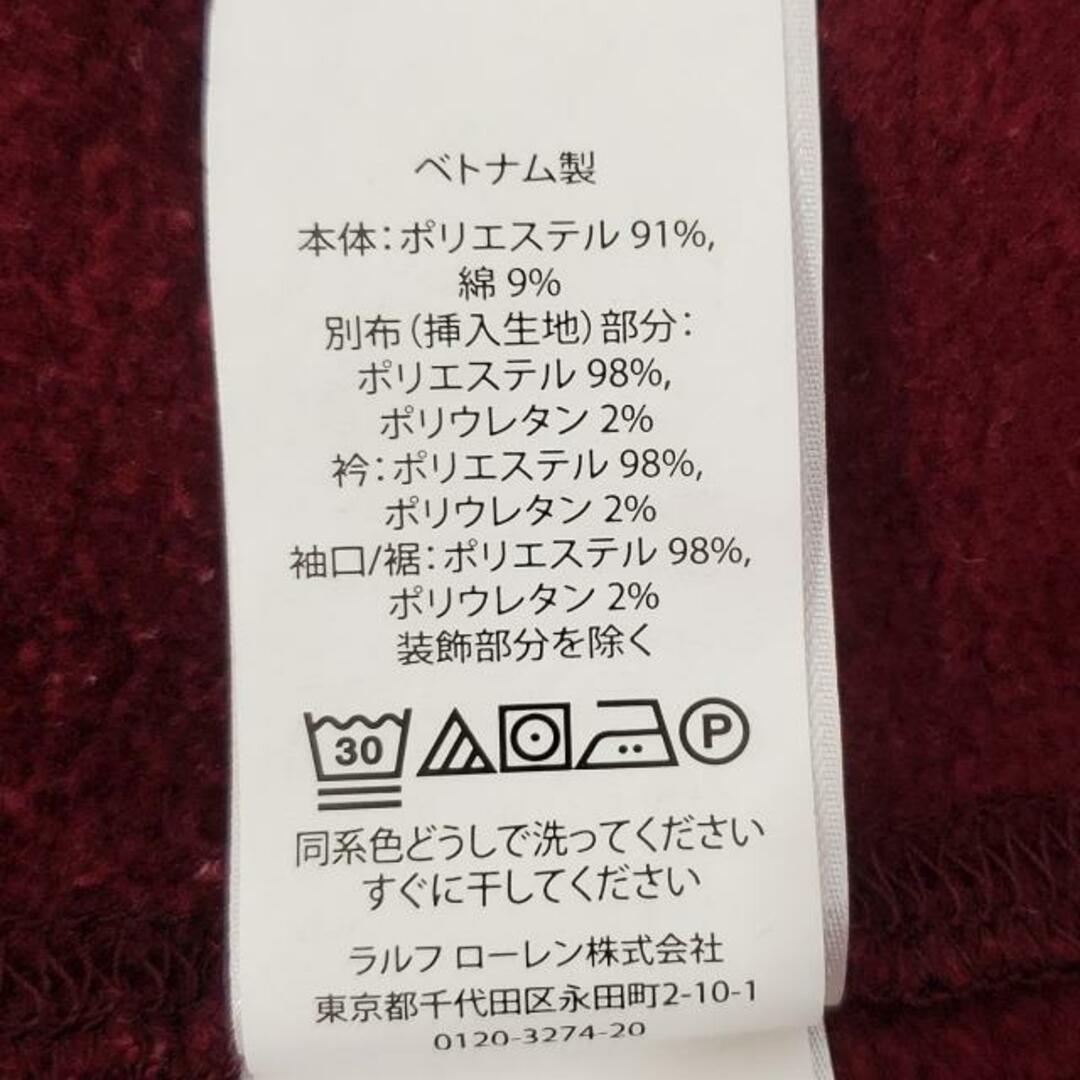 ベトナム製
本体:ポリエステル 91%,
綿 9%
別布(挿入生地)部分:
ポリエステル 98%,
ポリウレタン 2%
衿:ポリエステル 98%,
ポリウレタン 2%
袖口/裾:ポリエステル 98%,
ポリウレタン 2%
装飾部分を除く
30 P
同系色どうしで洗ってください
すぐに干してください
ラルフ ローレン株式会社
東京都千代田区永田町2-10-1
0120-3274-20